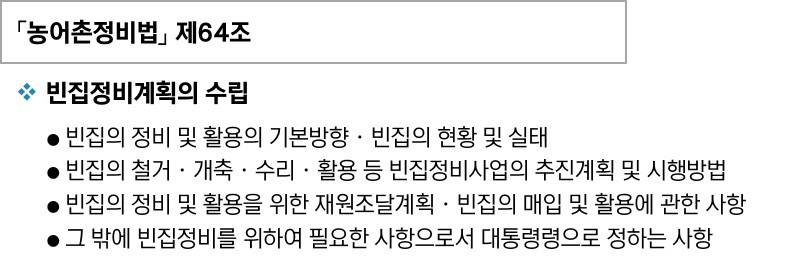 「농어촌정비법」 제64조
❖ 빈집정비계획의 수립
● 빈집의 정비 및 활용의 기본방향 · 빈집의 현황 및 실태
● 빈집의 철거 · 개축 · 수리 · 활용 등 빈집정비사업의 추진계획 및 시행방법
● 빈집의 정비 및 활용을 위한 재원조달계획 · 빈집의 매입 및 활용에 관한 사항
● 그 밖에 빈집정비를 위하여 필요한 사항으로서 대통령령으로 정하는 사항